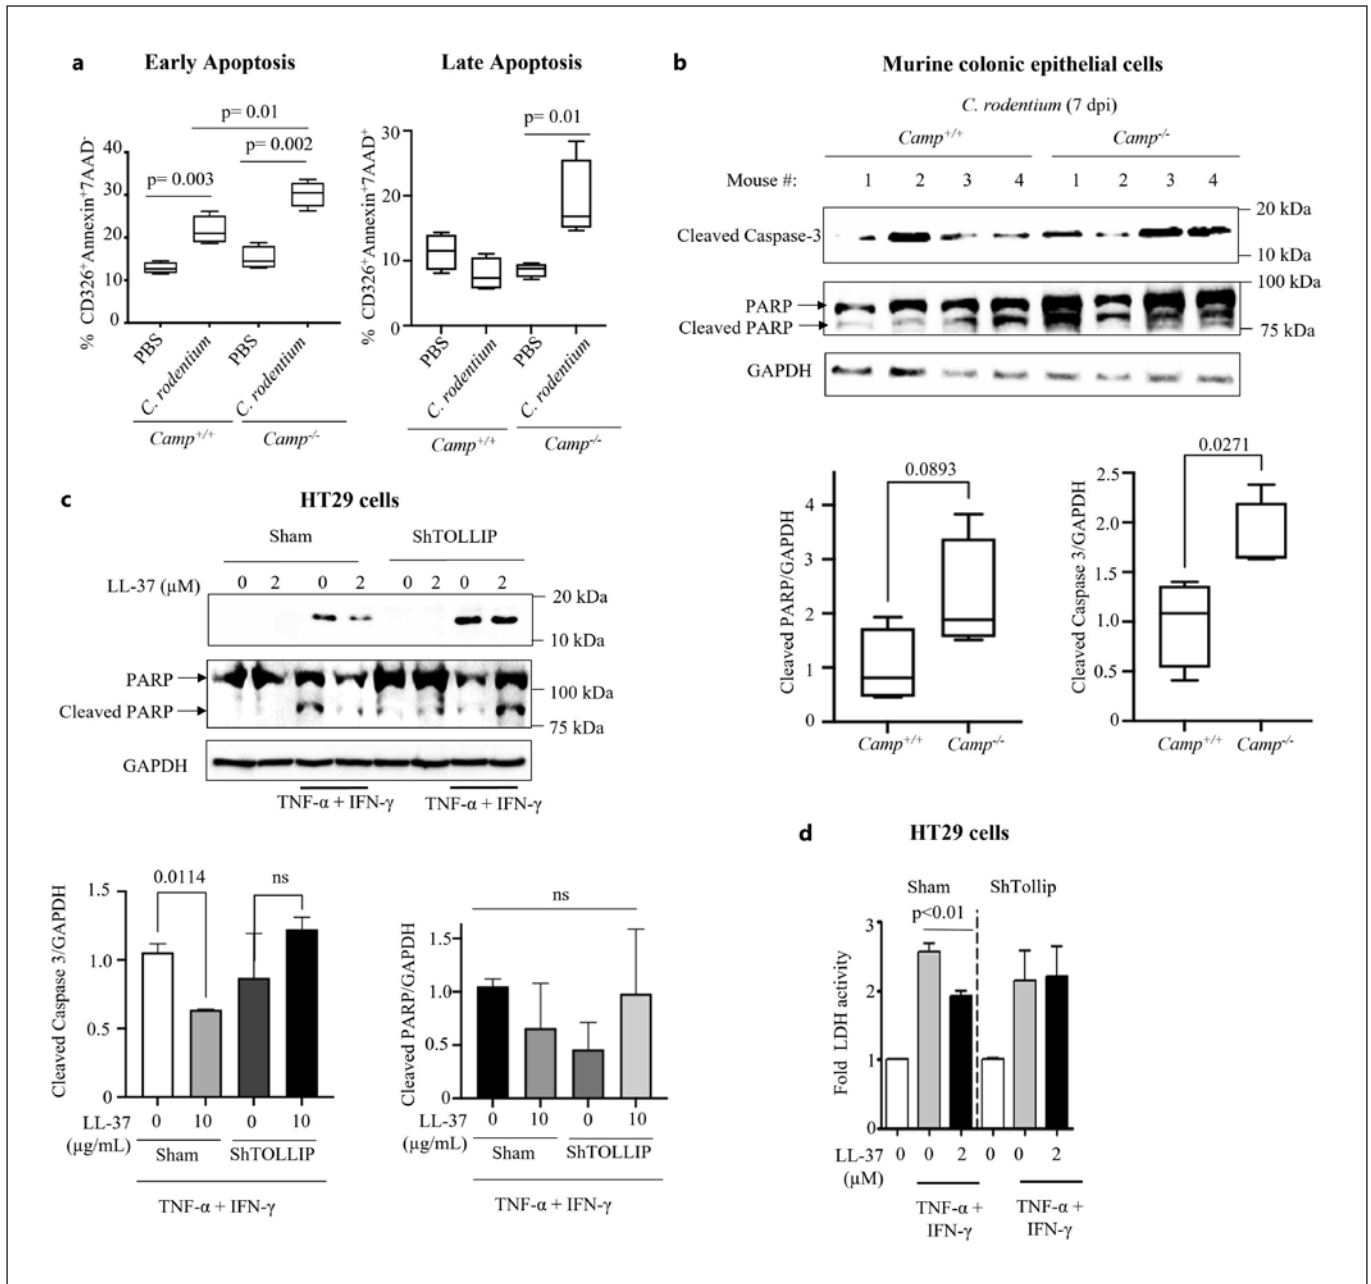 a
Early Apoptosis
Late Apoptosis
% CD326⁺Annexin⁺7AAD⁻
p= 0.01
p= 0.002
p= 0.003
40
30
20
10
0
PBS
C. rodentium
PBS
C. rodentium
Camp⁺/⁺
Camp⁻/⁻
% CD326⁺Annexin⁺7AAD⁺
p= 0.01
30
20
10
0
PBS
C. rodentium
PBS
C. rodentium
Camp⁺/⁺
Camp⁻/⁻
b
Murine colonic epithelial cells
C. rodentium (7 dpi)
Camp⁺/⁺ Camp⁻/⁻
Mouse #: 1 2 3 4 1 2 3 4
20 kDa
Cleaved Caspase-3
10 kDa
100 kDa
PARP
Cleaved PARP
75 kDa
GAPDH
Cleaved PARP/GAPDH
0.0893
4
3
2
1
0
Camp⁺/⁺ Camp⁻/⁻
Cleaved Caspase 3/GAPDH
0.0271
2.5
2.0
1.5
1.0
0.5
0
Camp⁺/⁺ Camp⁻/⁻
c
HT29 cells
Sham ShTOLLIP
LL-37 (µM) 0 2 0 2 0 2 0 2
20 kDa
10 kDa
PARP
100 kDa
Cleaved PARP
75 kDa
GAPDH
TNF-α + IFN-γ TNF-α + IFN-γ
Cleaved Caspase 3/GAPDH
0.0114
ns
1.5
1.0
0.5
0
LL-37 0 10 0 10
(µg/mL)
Sham ShTOLLIP
TNF-α + IFN-γ
Cleaved PARP/GAPDH
ns
1.5
1.0
0.5
0
LL-37 0 10 0 10
(µg/mL)
Sham ShTOLLIP
TNF-α + IFN-γ
d
HT29 cells
Sham ShTollip
p<0.01
Fold LDH activity
3
2
1
0
LL-37 0 0 2 0 0 2
(µM)
TNF-α + TNF-α +
IFN-γ IFN-γ